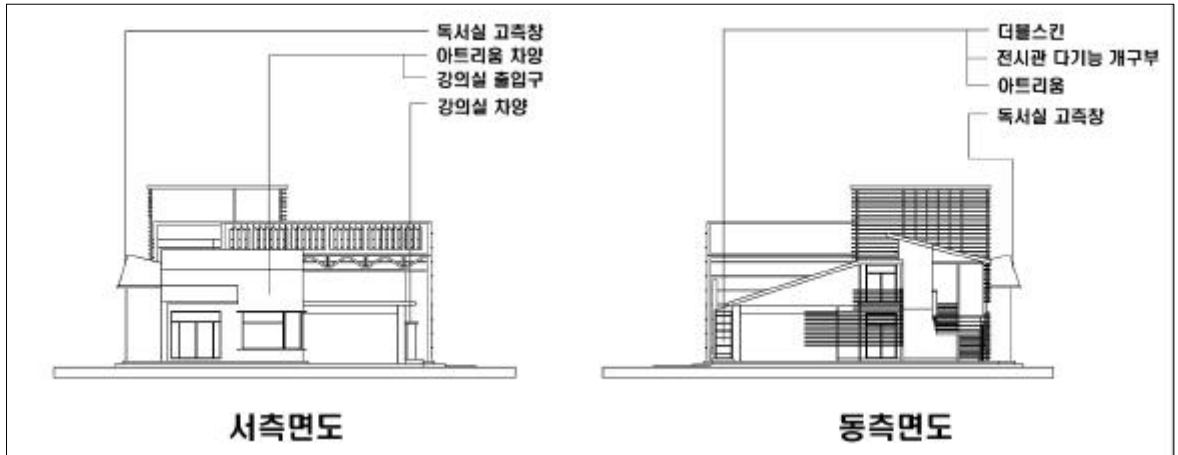 독서실 고측창
아트리움 차양
강의실 출입구
강의실 차양
서측면도
더블스킨
전시관 다기능 개구부
아트리움
독서실 고측창
동측면도